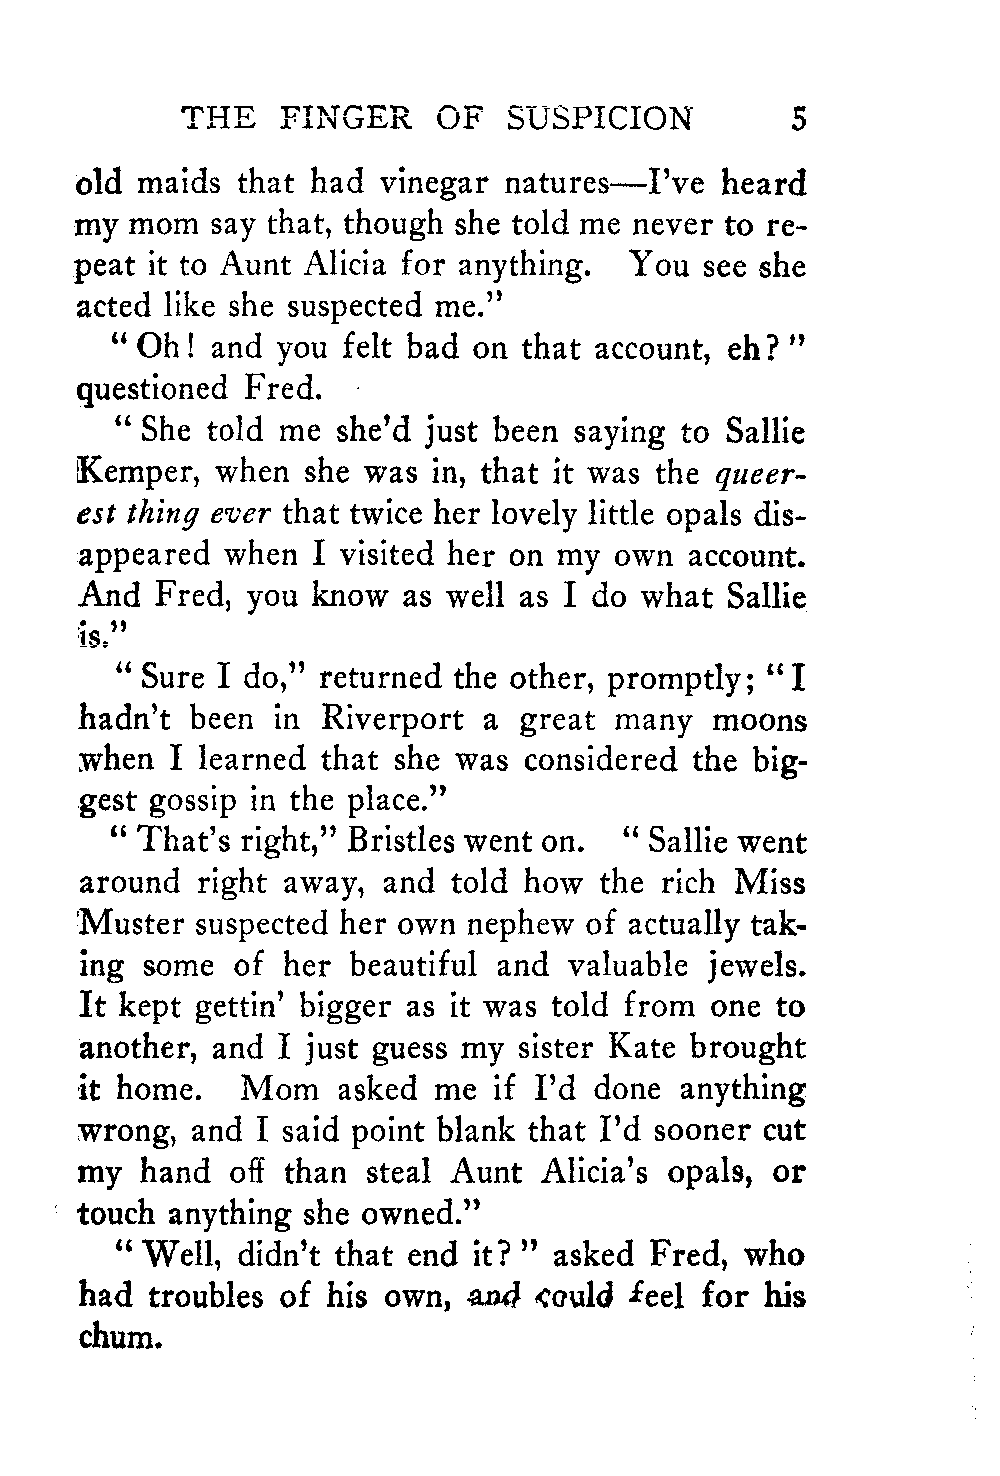 THE FINGER OF SUSPICION 5
old maids that had vinegar natures—I've heard
my mom say that, though she told me never to re-
peat it to Aunt Alicia for anything. You see she
acted like she suspected me."
"Oh! and you felt bad on that account, eh?"
questioned Fred.
"She told me she'd just been saying to Sallie
Kemper, when she was in, that it was the queer-
est thing ever that twice her lovely little opals dis-
appeared when I visited her on my own account.
And Fred, you know as well as I do what Sallie
is."
"Sure I do," returned the other, promptly; "I
hadn't been in Riverport a great many moons
when I learned that she was considered the big-
gest gossip in the place."
"That's right," Bristles went on. "Sallie went
around right away, and told how the rich Miss
Muster suspected her own nephew of actually tak-
ing some of her beautiful and valuable jewels.
It kept gettin' bigger as it was told from one to
another, and I just guess my sister Kate brought
it home. Mom asked me if I'd done anything
wrong, and I said point blank that I'd sooner cut
my hand off than steal Aunt Alicia's opals, or
touch anything she owned."
"Well, didn't that end it?" asked Fred, who
had troubles of his own, and could feel for his
chum.